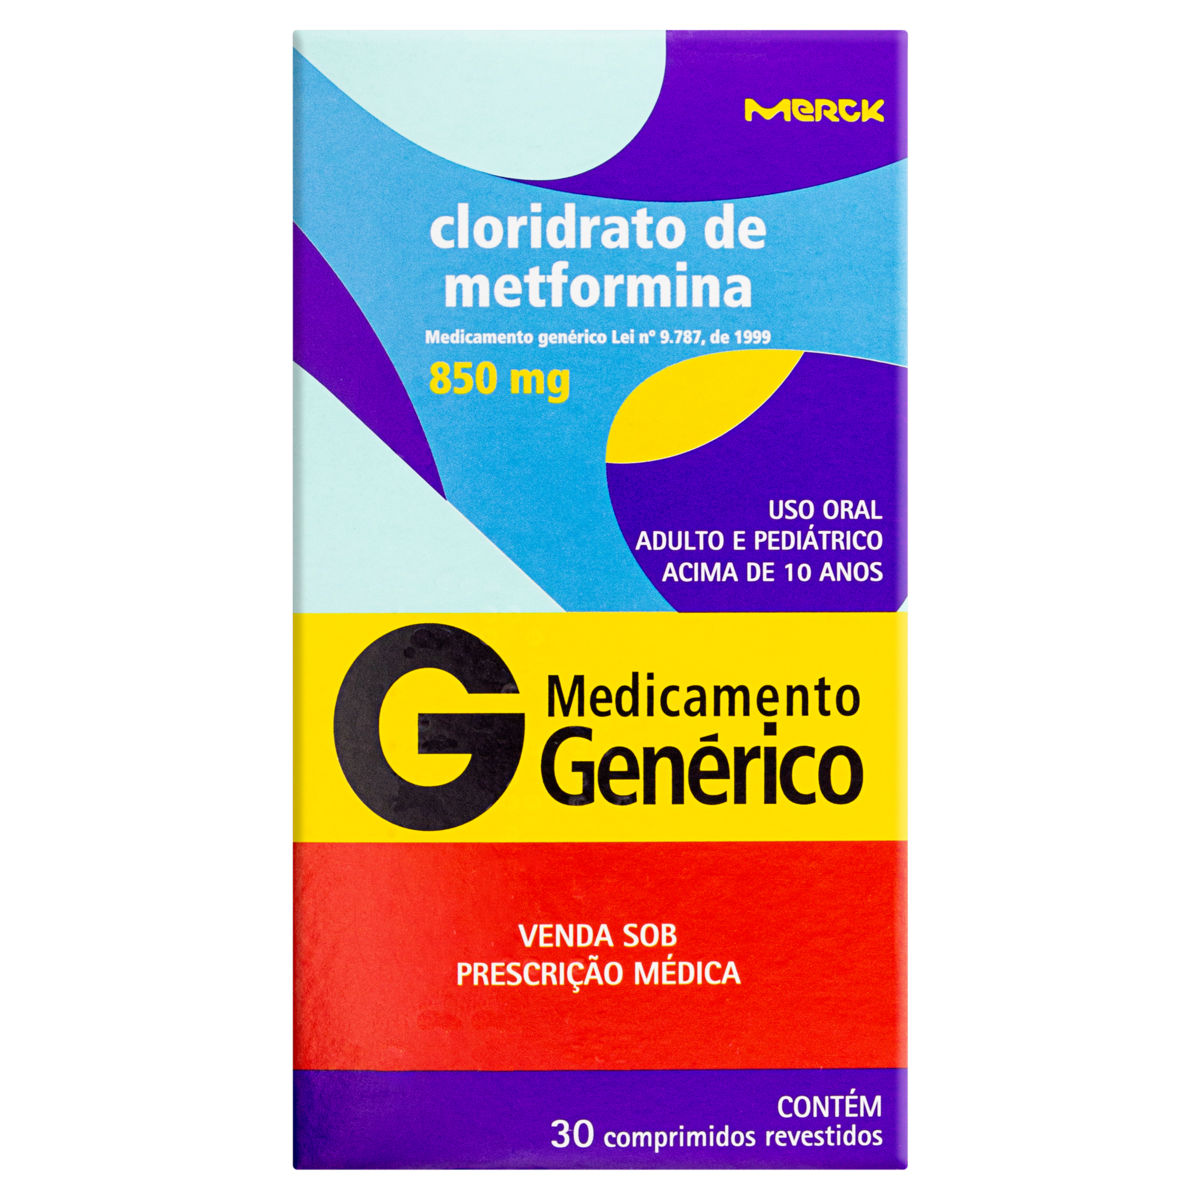 MERCK
cloridrato de
metformina
Medicamento genérico Lei nº 9.787, de 1999
850 mg
USO ORAL
ADULTO E PEDIÁTRICO
ACIMA DE 10 ANOS
G
Medicamento
Genérico
VENDA SOB
PRESCRIÇÃO MÉDICA
CONTÉM
30 comprimidos revestidos